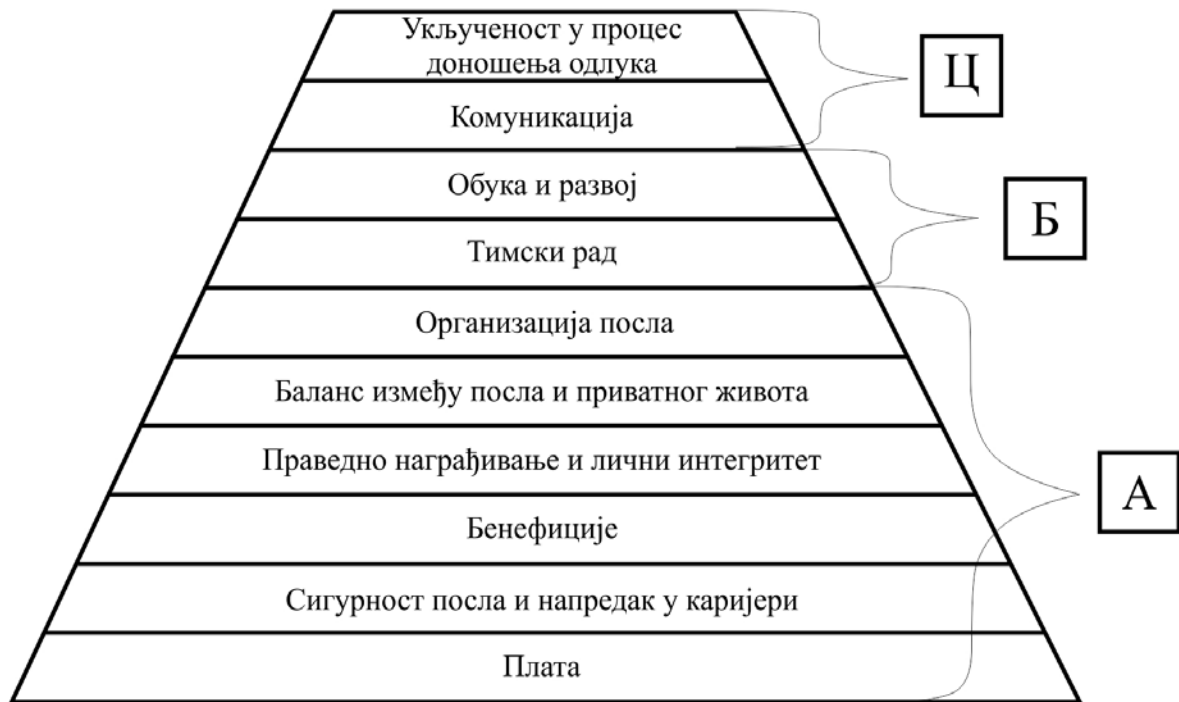 Укљученост у процес
доношења одлука
Ц
Комуникација
Обука и развој
Б
Тимски рад
Организација посла
Баланс између посла и приватног живота
Праведно награђивање и лични интегритет
А
Бенефиције
Сигурност посла и напредак у каријери
Плата